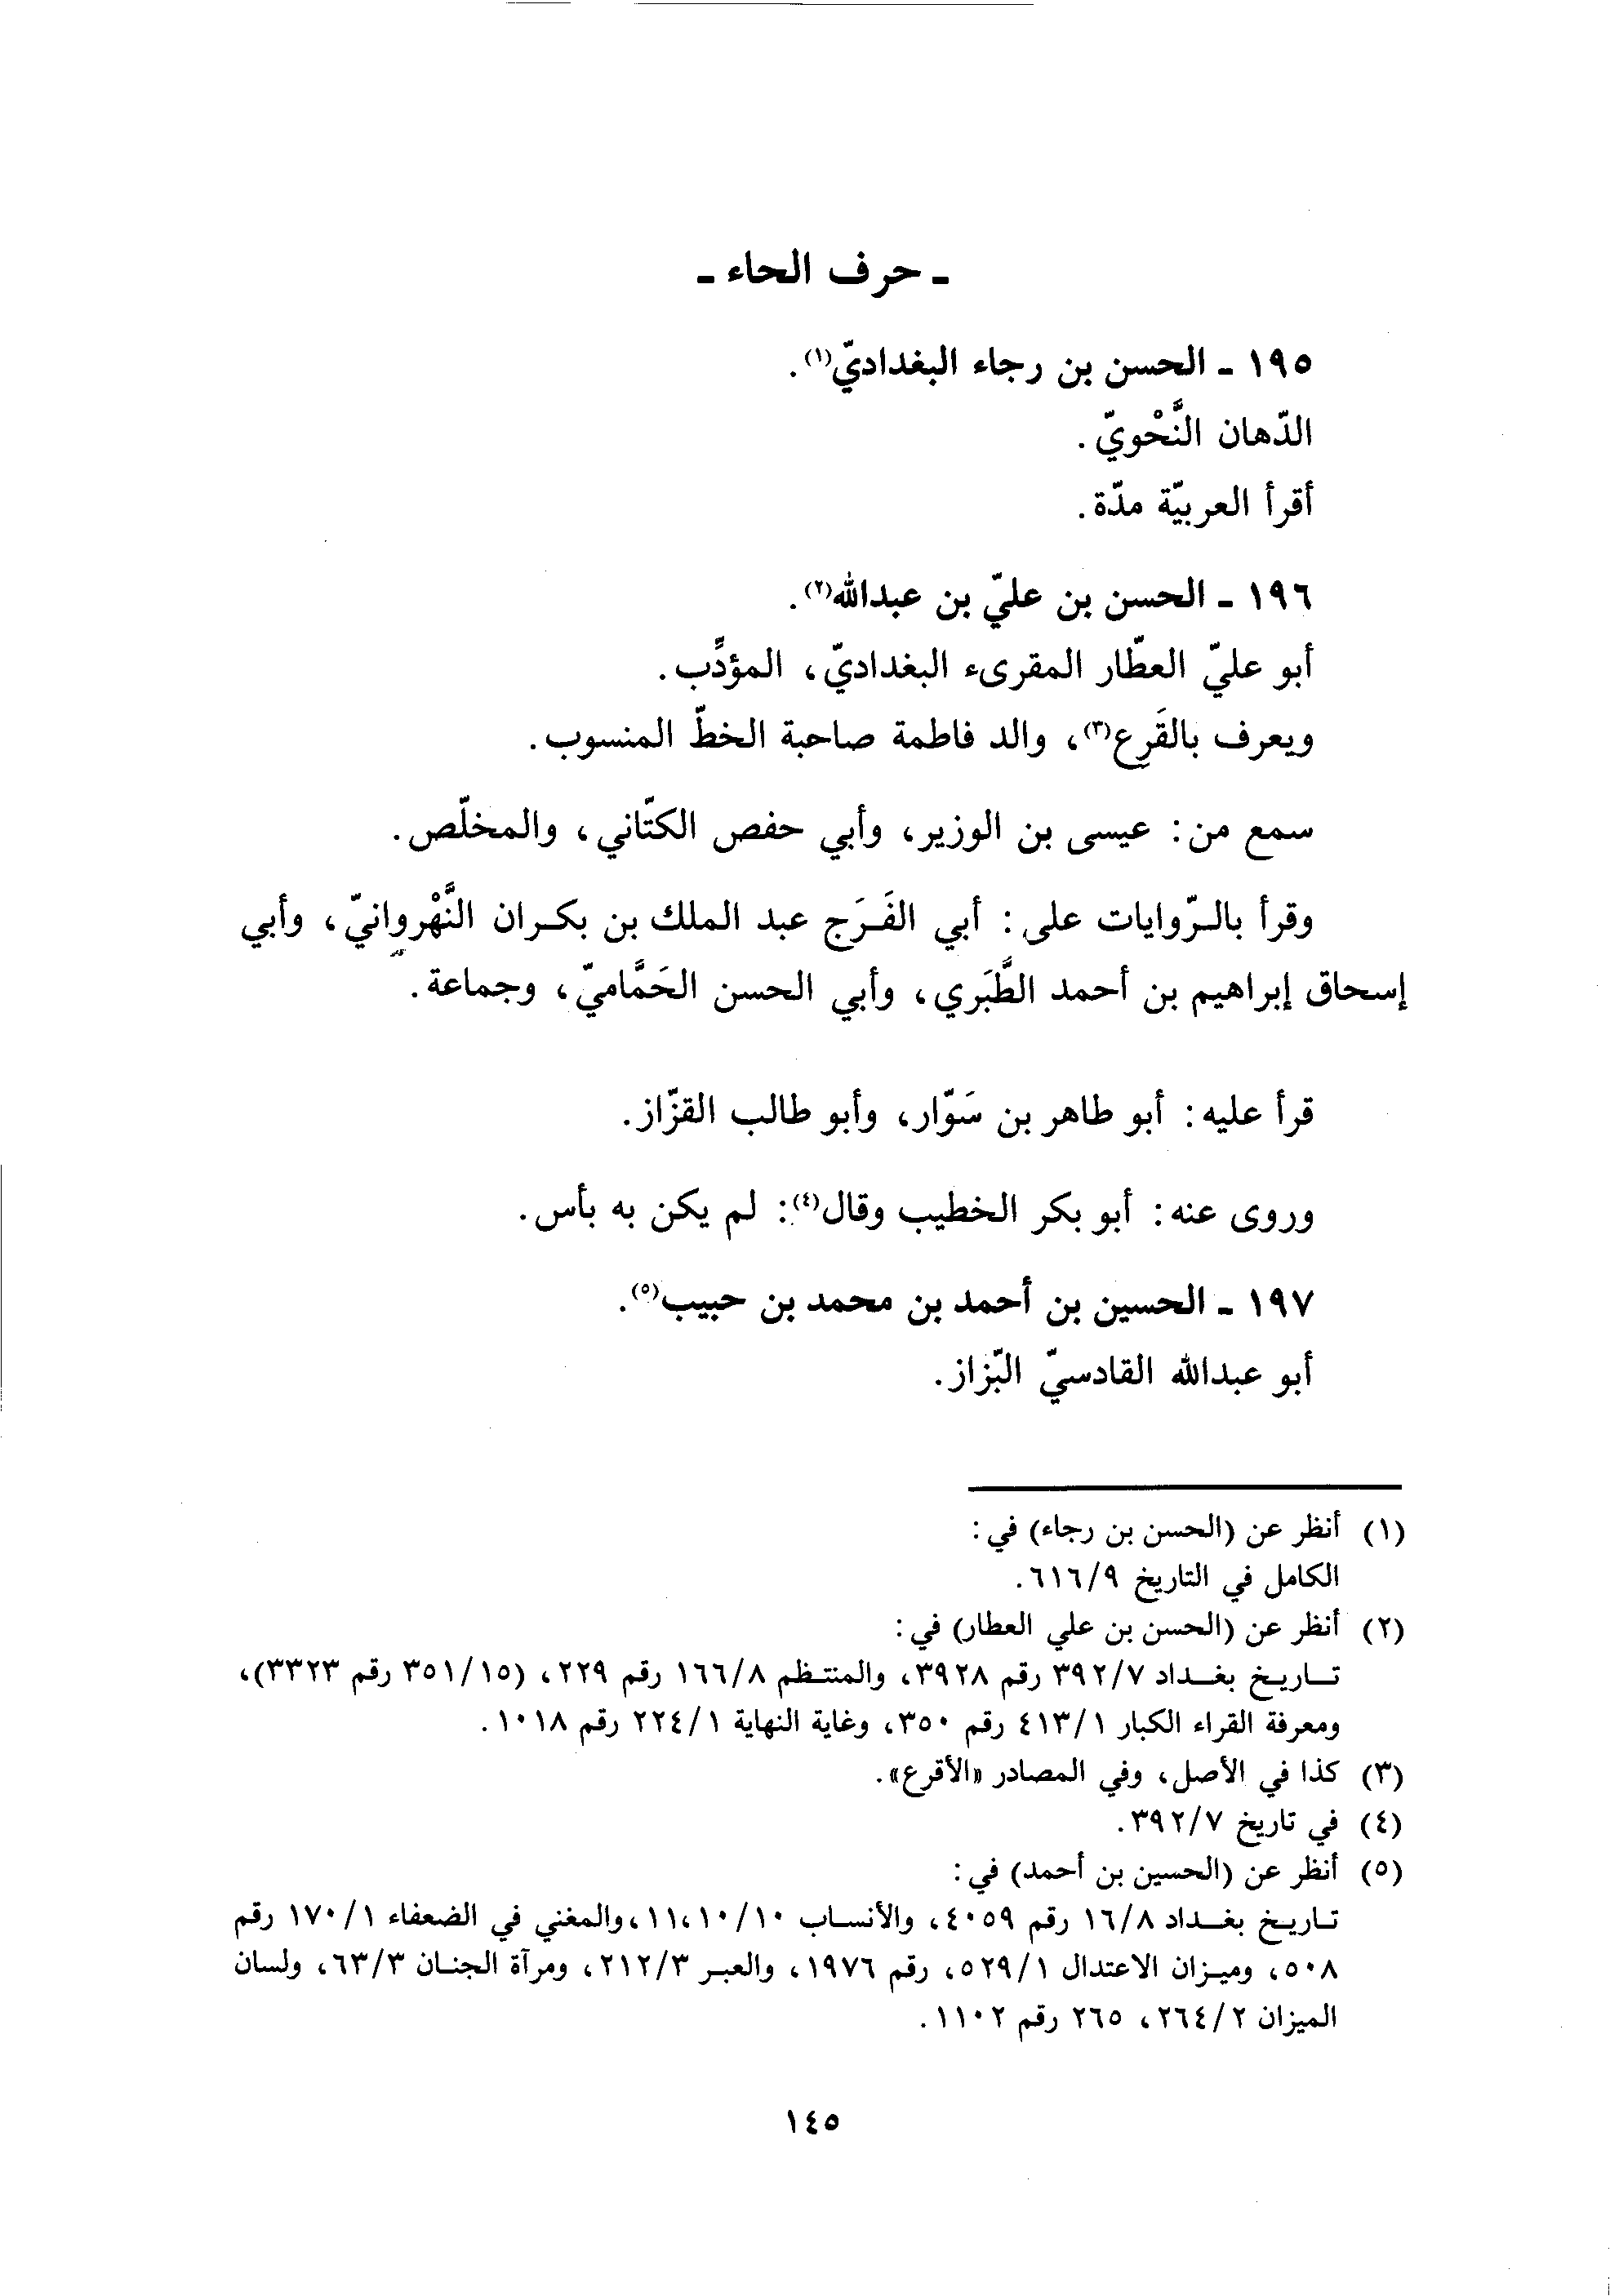 ـ حرف الحاء ـ
١٩٥ ـ الحسن بن رجاء البغداديّ(١).
الدّهان النَّحْويّ.
أقرأ العربيّة مدّة.
١٩٦ ـ الحسن بن عليّ بن عبدالله(٢).
أبو عليّ العطّار المقرىء البغداديّ، المؤدِّب.
ويعرف بالقَرِع(٣)، والد فاطمة صاحبة الخطّ المنسوب.
سمع من: عيسى بن الوزير، وأبي حفص الكتّاني، والمخلّص.
وقرأ بالرّوايات على: أبي الفَرَج عبد الملك بن بكران النَّهْروانيّ، وأبي
إسحاق إبراهيم بن أحمد الطَّبَري، وأبي الحسن الحَمَّاميّ، وجماعة.
قرأ عليه: أبو طاهر بن سَوّار، وأبو طالب القزّاز.
وروى عنه: أبو بكر الخطيب وقال(٤): لم يكن به بأس.
١٩٧ ـ الحسين بن أحمد بن محمد بن حبيب(٥).
أبو عبدالله القادسيّ البّزاز.
(١) أنظر عن (الحسن بن رجاء) في:
الكامل في التاريخ ٦١٦/٩.
(٢) أنظر عن (الحسن بن علي العطار) في:
تاريخ بغداد ٣٩٢/٧ رقم ٣٩٢٨، والمنتظم ١٦٦/٨ رقم ٢٢٩، (٣٥١/١٥ رقم ٣٣٢٣)،
ومعرفة القراء الكبار ٤١٣/١ رقم ٣٥٠، وغاية النهاية ٢٢٤/١ رقم ١٠١٨.
(٣) كذا في الأصل، وفي المصادر «الأقرع».
(٤) في تاريخ ٣٩٢/٧.
(٥) أنظر عن (الحسين بن أحمد) في:
تاريخ بغداد ١٦/٨ رقم ٤٠٥٩، والأنساب ١٠/١٠، ١١، والمغني في الضعفاء ١٧٠/١ رقم
٥٠٨، وميزان الاعتدال ٥٢٩/١، رقم ١٩٧٦، والعبر ٢١٢/٣، ومرآة الجنان ٦٣/٣، ولسان
الميزان ٢٦٤/٢، ٢٦٥ رقم ١١٠٢.
١٤٥